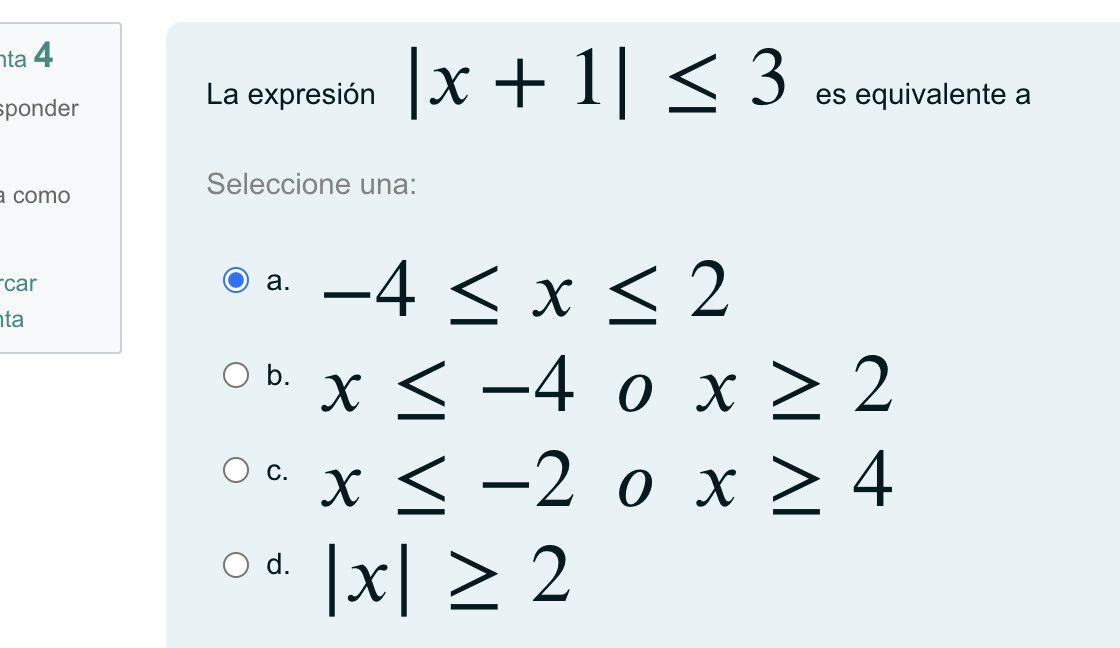 nta 4
sponder
a como
rcar
nta
La expresión |x + 1| ≤ 3 es equivalente a
Seleccione una:
a. −4 ≤ x ≤ 2
b. x ≤ −4 o x ≥ 2
c. x ≤ −2 o x ≥ 4
d. |x| ≥ 2